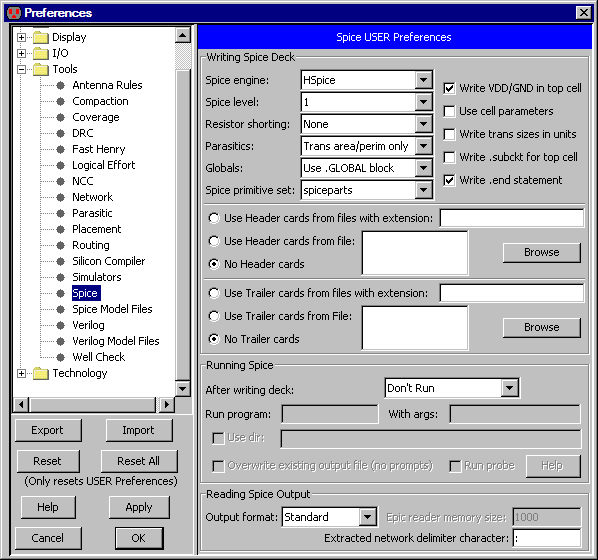 Preferences
Display
I/O
Tools
Antenna Rules
Compaction
Coverage
DRC
Fast Henry
Logical Effort
NCC
Network
Parasitic
Placement
Routing
Silicon Compiler
Simulators
Spice
Spice Model Files
Verilog
Verilog Model Files
Well Check
Technology
Export Import
Reset Reset All
(Only resets USER Preferences)
Help Apply
Cancel OK
Spice USER Preferences
Writing Spice Deck
Spice engine: HSpice
Spice level: 1
Resistor shorting: None
Parasitics: Trans area/perim only
Globals: Use .GLOBAL block
Spice primitive set: spiceparts
Write VDD/GND in top cell
Use cell parameters
Write trans sizes in units
Write .subckt for top cell
Write .end statement
Use Header cards from files with extension:
Use Header cards from file:
Browse
No Header cards
Use Trailer cards from files with extension:
Use Trailer cards from File:
Browse
No Trailer cards
Running Spice
After writing deck: Don't Run
Run program: With args:
Use dir:
Overwrite existing output file (no prompts) Run probe Help
Reading Spice Output
Output format: Standard Epic reader memory size: 1000
Extracted network delimiter character: :